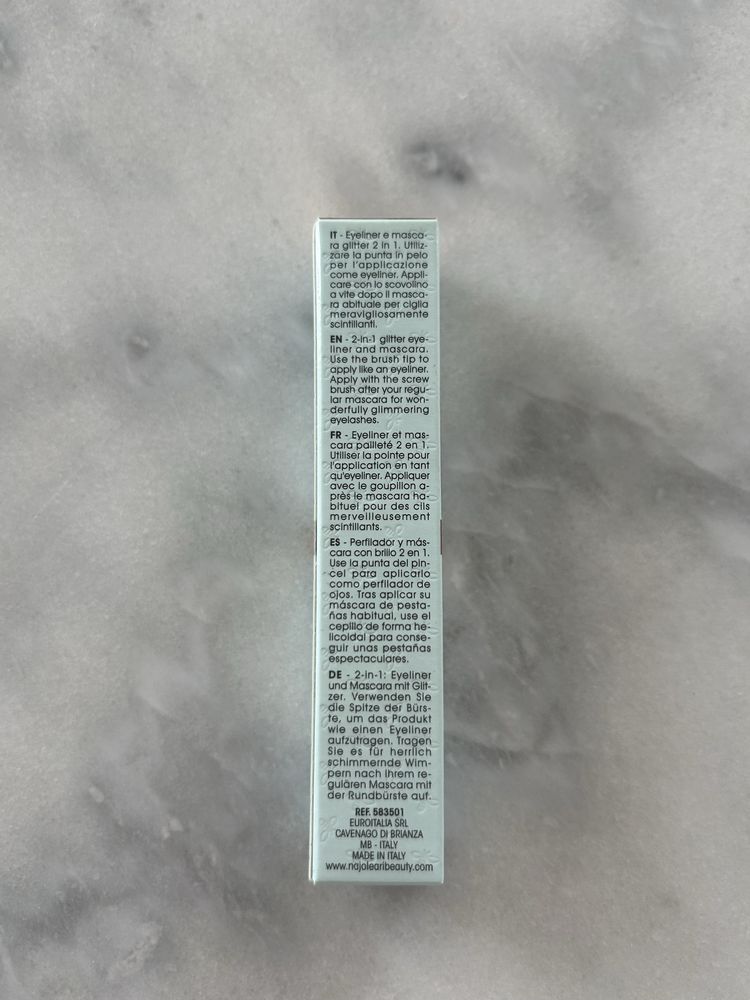 IT - Eyeliner e masca-
ra glitter 2 in 1. Utiliz-
zare la punta in pelo
per l'applicazione
come eyeliner. Appli-
care con lo scovolino
a vite dopo il masca-
ra abituale per ciglia
meravigliosamente
scintillanti.
EN - 2-in-1 glitter eye-
liner and mascara.
Use the brush tip to
apply like an eyeliner.
Apply with the screw
brush after your regu-
lar mascara for won-
derfully glimmering
eyelashes.
FR - Eyeliner et mas-
cara pailleté 2 en 1.
Utiliser la pointe pour
l'application en tant
qu'eyeliner. Appliquer
avec le goupillon a-
près le mascara ha-
bituel pour des cils
merveilleusement
scintillants.
ES - Perfilador y más-
cara con brillo 2 en 1.
Use la punta del pin-
cel para aplicarlo
como perfilador de
ojos. Tras aplicar su
máscara de pesta-
ñas habitual, use el
cepillo de forma he-
licoidal para conse-
guir unas pestañas
espectaculares.
DE - 2-in-1: Eyeliner
und Mascara mit Glit-
zer. Verwenden Sie
die Spitze der Bürs-
te, um das Produkt
wie einen Eyeliner
aufzutragen. Tragen
Sie es für herrlich
schimmernde Wim-
pern nach Ihrem re-
gulären Mascara mit
der Rundbürste auf.
REF. 583501
EUROITALIA SRL
CAVENAGO DI BRIANZA
MB - ITALY
MADE IN ITALY
www.najolearibeauty.com